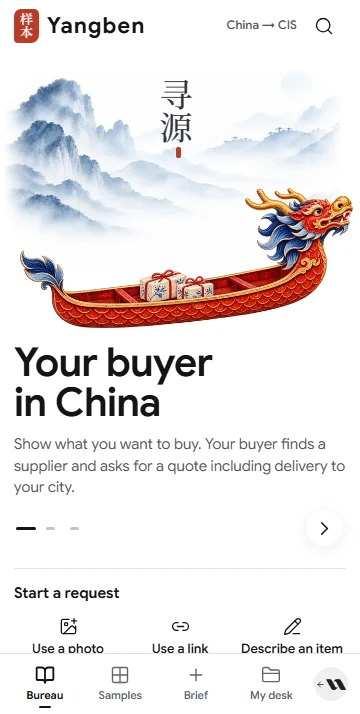 样本
Yangben
China → CIS
寻源
Your buyer
in China
Show what you want to buy. Your buyer finds a
supplier and asks for a quote including delivery to
your city.
Start a request
Use a photo
Use a link
Describe an item
Bureau
Samples
Brief
My desk